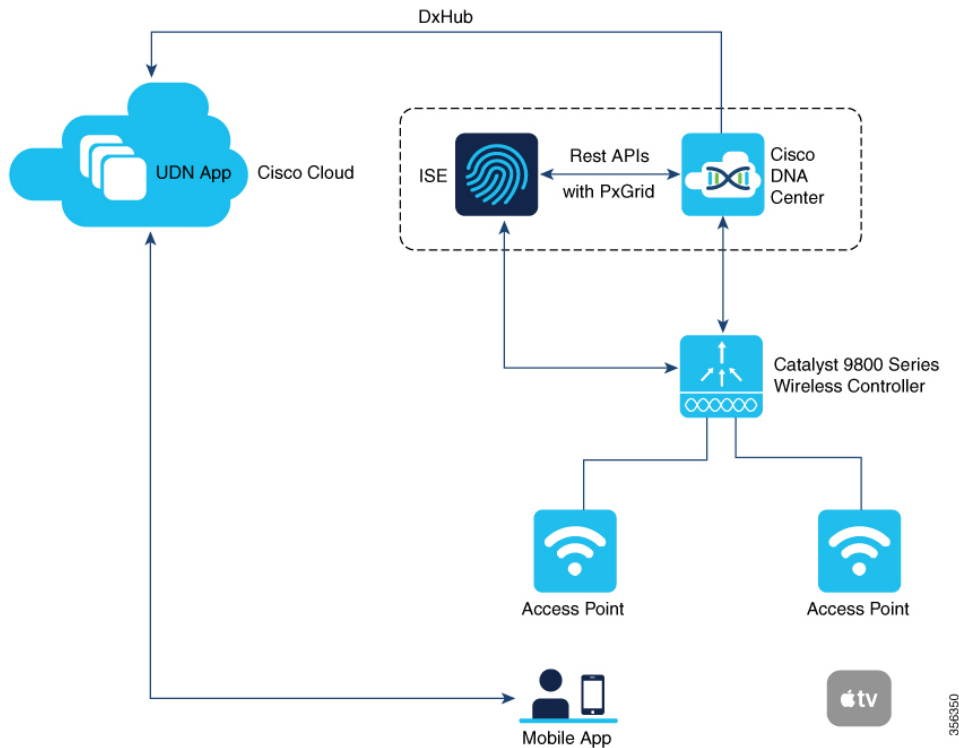 DxHub
UDN App
Cisco Cloud
ISE
Rest APIs
with PxGrid
Cisco
DNA
Center
Catalyst 9800 Series
Wireless Controller
Access Point
Access Point
Mobile App
tv
356350